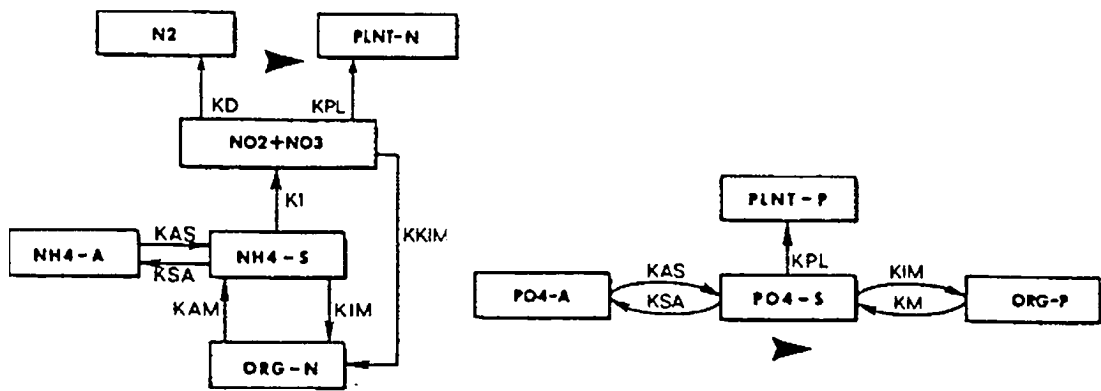 N2
PLNT-N
KD
KPL
NO2+NO3
K1
KKIM
NH4-A
KAS
KSA
NH4-S
KAM
KIM
ORG-N
PLNT-P
KPL
PO4-A
KAS
KSA
PO4-S
KIM
KM
ORG-P